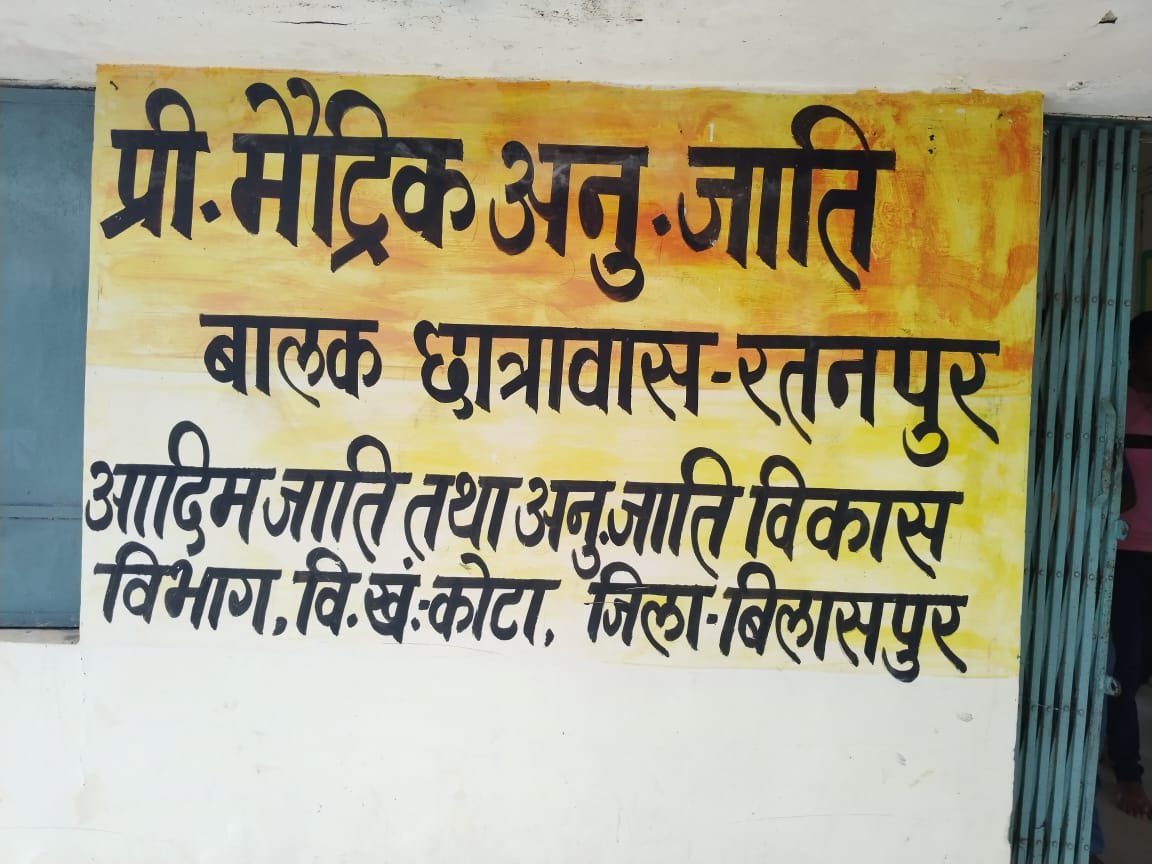 प्री. मैट्रिक अनु. जाति
बालक छात्रावास-रतनपुर
आदिम जाति तथा अनु.जाति विकास
विभाग, वि.खं.-कोटा, जिला-बिलासपुर